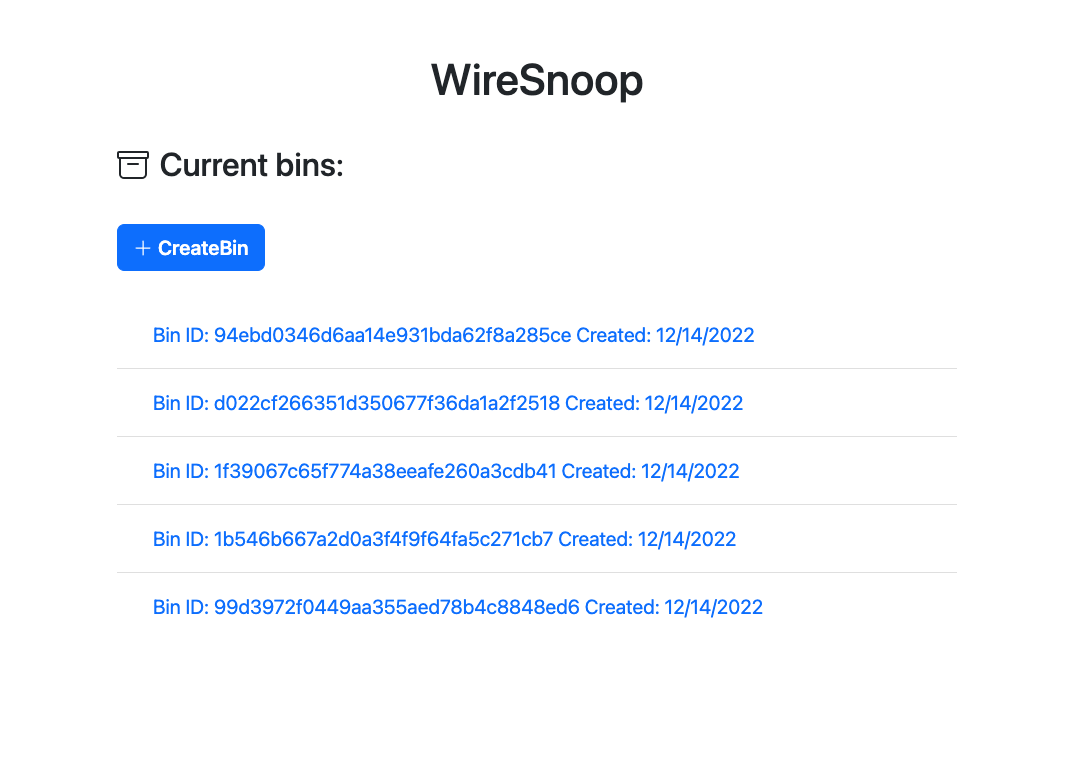 WireSnoop
Current bins:
CreateBin
Bin ID: 94ebd0346d6aa14e931bda62f8a285ce Created: 12/14/2022
Bin ID: d022cf266351d350677f36da1a2f2518 Created: 12/14/2022
Bin ID: 1f39067c65f774a38eeafe260a3cdb41 Created: 12/14/2022
Bin ID: 1b546b667a2d0a3f4f9f64fa5c271cb7 Created: 12/14/2022
Bin ID: 99d3972f0449aa355aed78b4c8848ed6 Created: 12/14/2022